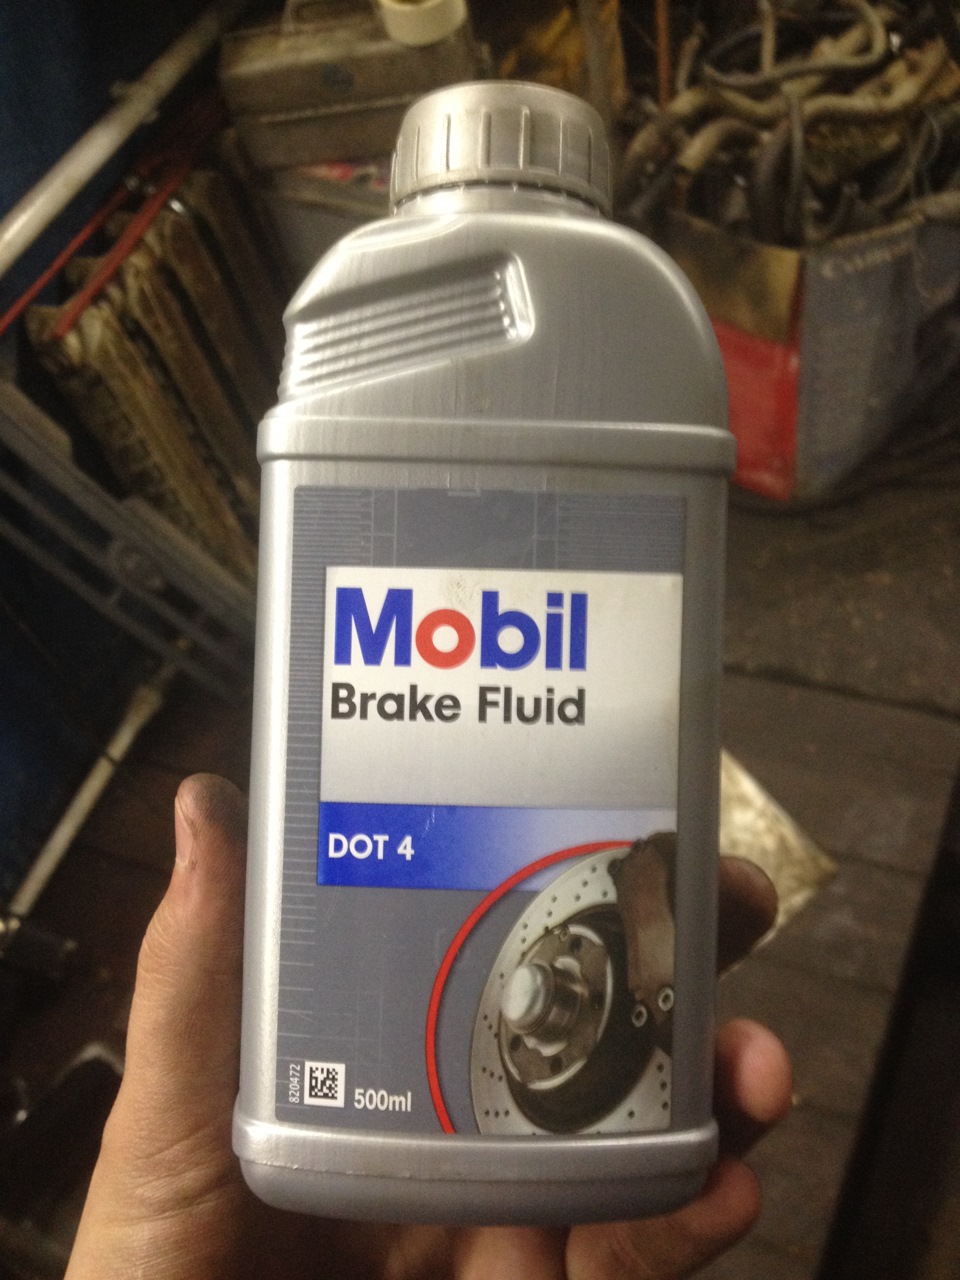 Mobil
Brake Fluid
DOT 4
820472
500ml